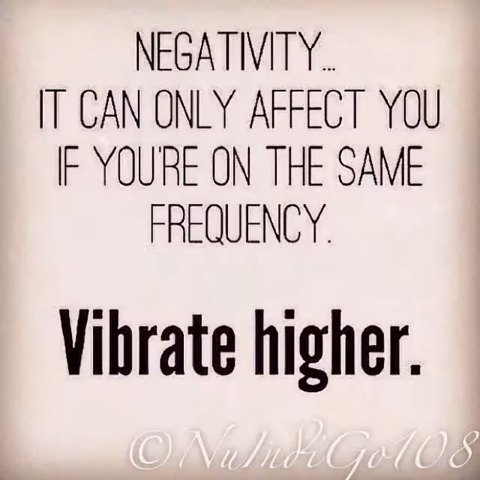 NEGATIVITY...
IT CAN ONLY AFFECT YOU
IF YOU'RE ON THE SAME
FREQUENCY.
Vibrate higher.
©NuIndiGo108